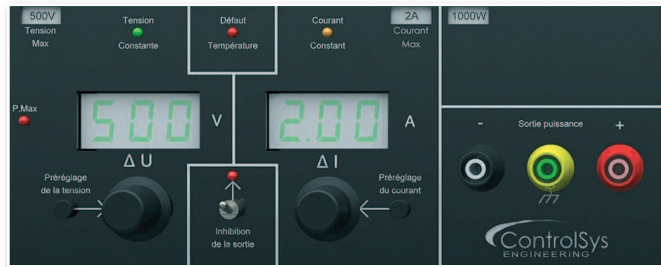 500V
Tension
Max
Tension
Constante
Défaut
Température
Courant
Constant
2A
Courant
Max
1000W
P.Max
500
V
2.00
A
ΔU
ΔI
Préréglage
de la tension
Inhibition
de la sortie
Préréglage
du courant
-
Sortie puissance
+
ControlSys
ENGINEERING